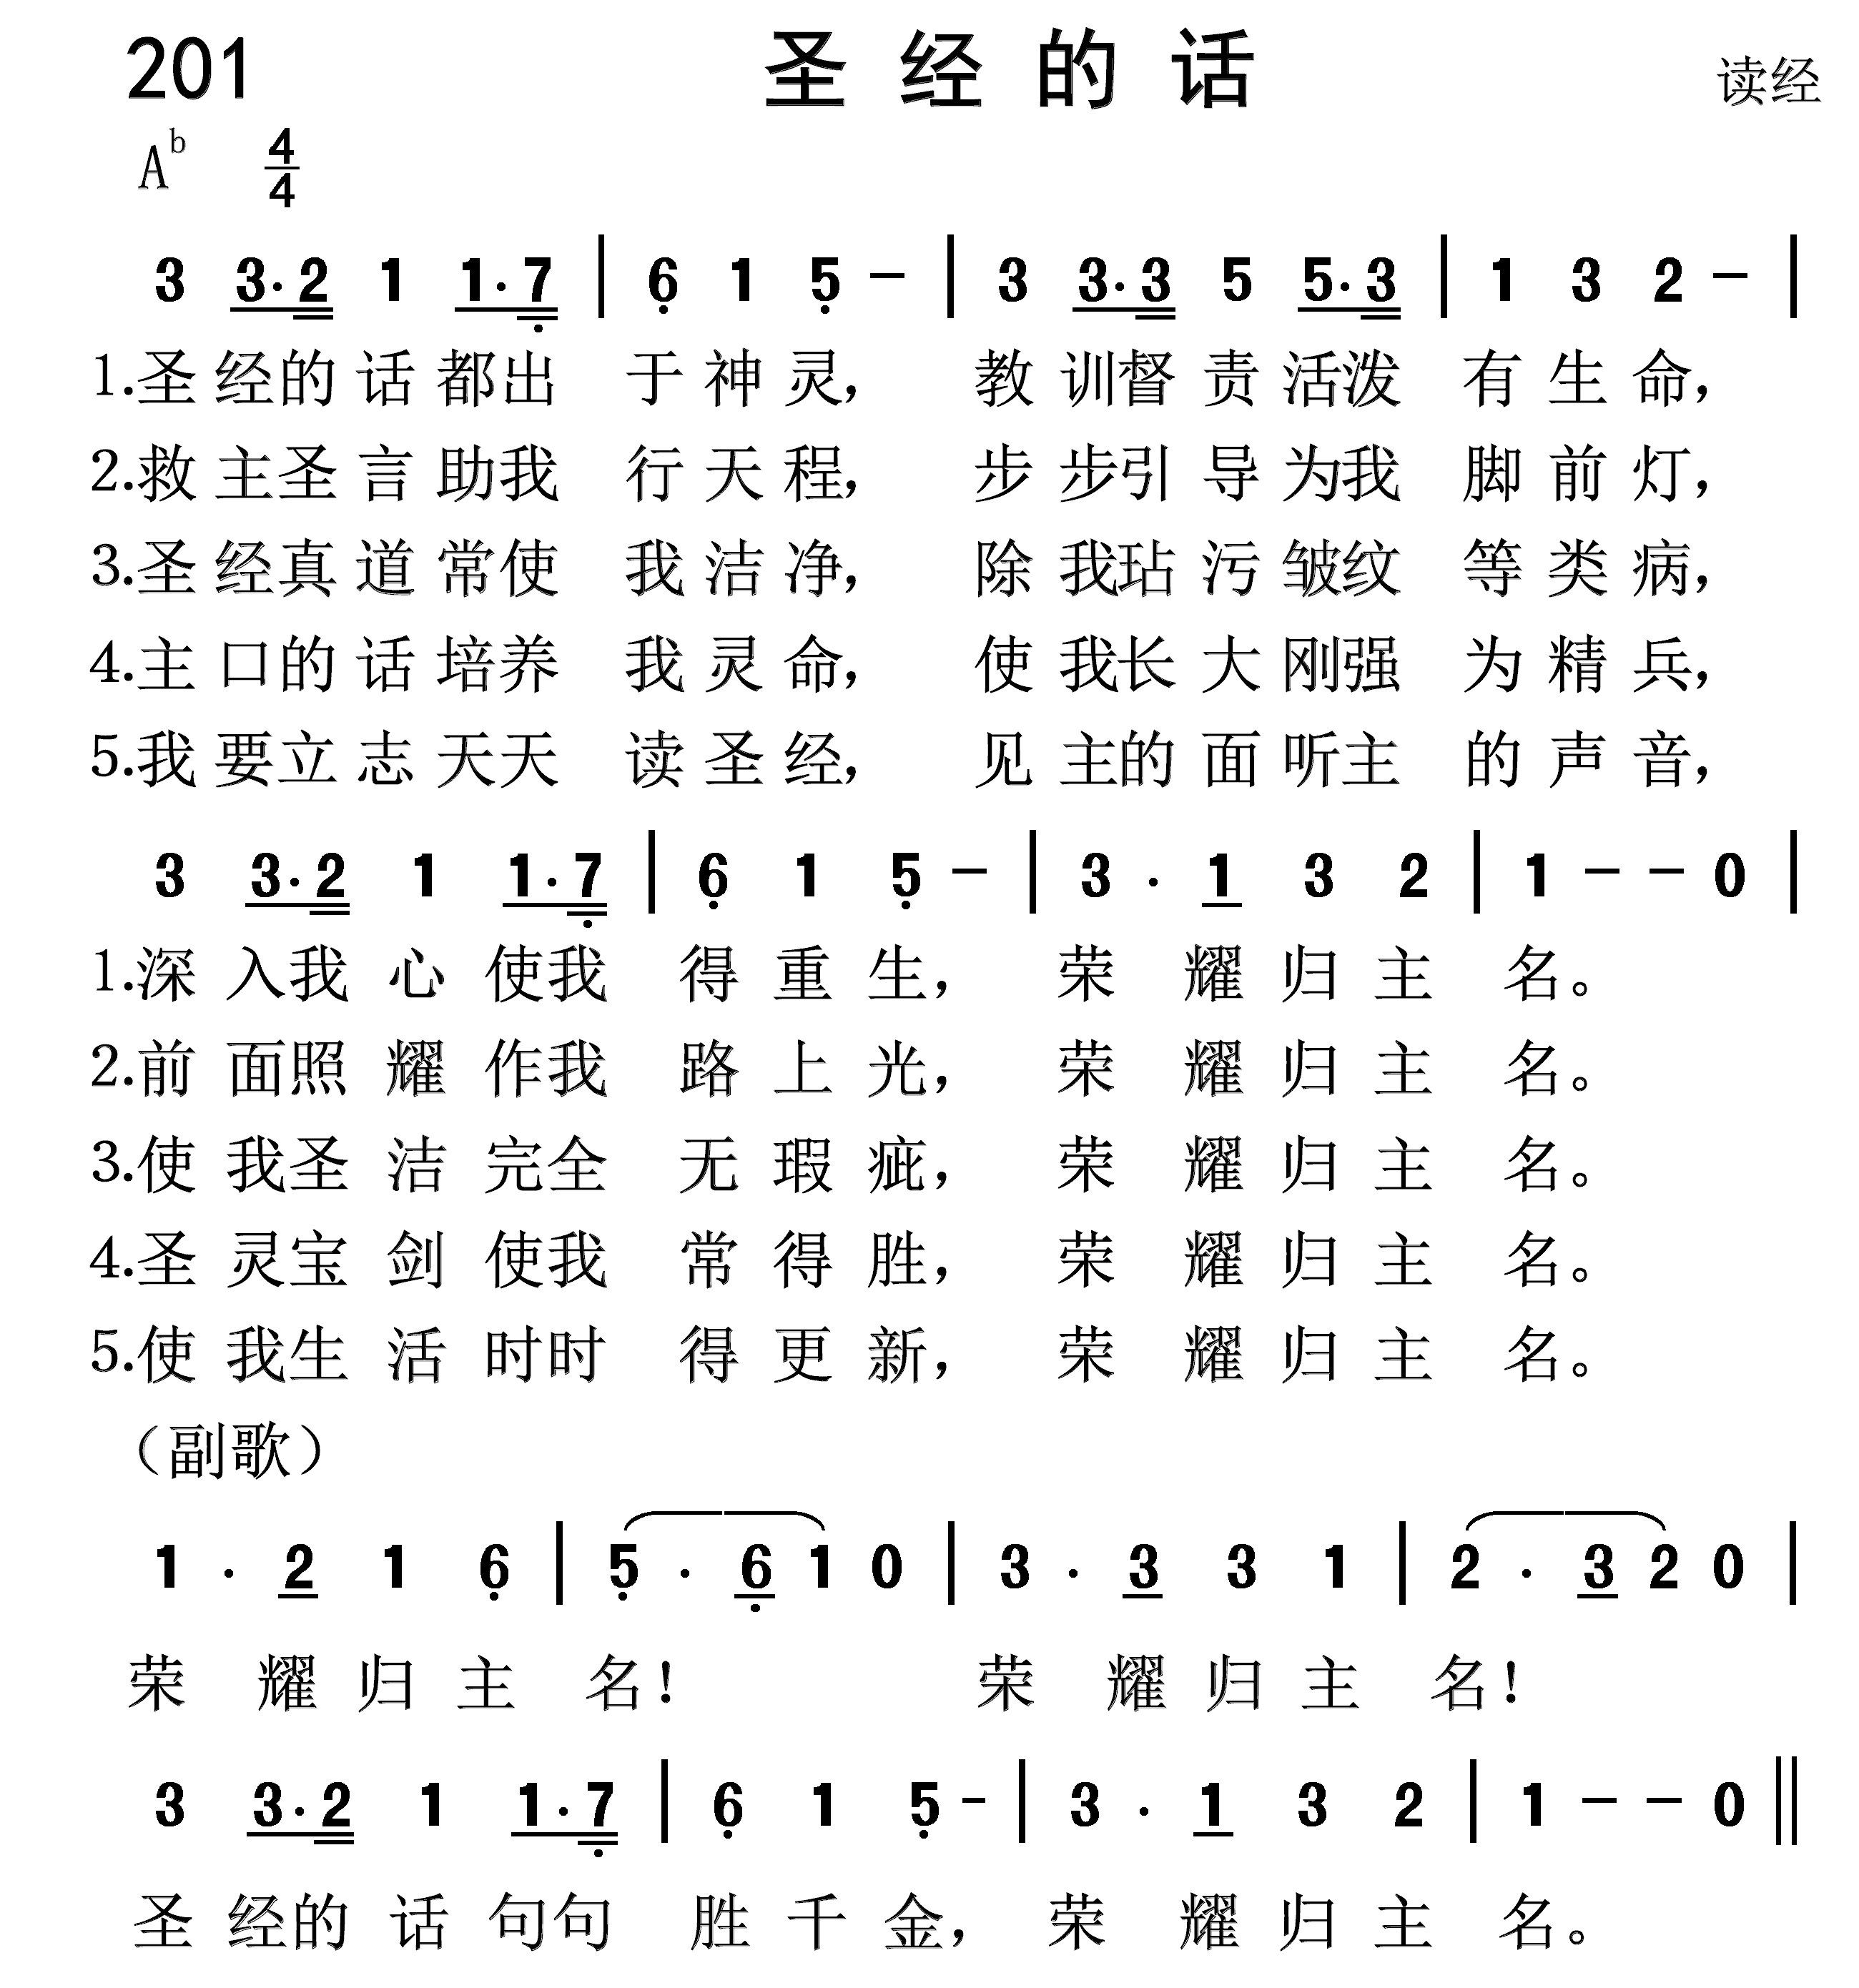 201 圣经的话 读经
A♭ 4/4
3 3·2 1 1·7 | 6 1 5 － | 3 3·3 5 5·3 | 1 3 2 － |
1.圣经的话都出于神灵，教训督责活泼有生命，
2.救主圣言助我行天程，步步引导为我脚前灯，
3.圣经真道常使我洁净，除我玷污皱纹等类病，
4.主口的话培养我灵命，使我长大刚强为精兵，
5.我要立志天天读圣经，见主的面听主的声音，
3 3·2 1 1·7 | 6 1 5 － | 3 · 1 3 2 | 1 － － 0 |
1.深入我心使我得重生，荣耀归主名。
2.前面照耀作我路上光，荣耀归主名。
3.使我圣洁完全无瑕疵，荣耀归主名。
4.圣灵宝剑使我常得胜，荣耀归主名。
5.使我生活时时得更新，荣耀归主名。
（副歌）
1 · 2 1 6 | 5 · 6 1 0 | 3 · 3 3 1 | 2 · 3 2 0 |
荣耀归主名！荣耀归主名！
3 3·2 1 1·7 | 6 1 5 － | 3 · 1 3 2 | 1 － － 0 ‖
圣经的话句句胜千金，荣耀归主名。